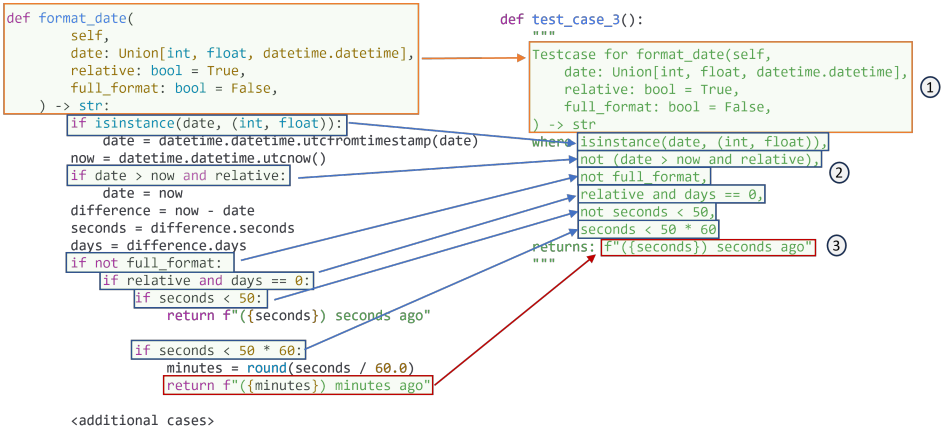 def format_date(
self,
date: Union[int, float, datetime.datetime],
relative: bool = True,
full_format: bool = False,
) -> str:
if isinstance(date, (int, float)):
date = datetime.datetime.utcfromtimestamp(date)
now = datetime.datetime.utcnow()
if date > now and relative:
date = now
difference = now - date
seconds = difference.seconds
days = difference.days
if not full_format:
if relative and days == 0:
if seconds < 50:
return f"({seconds}) seconds ago"
if seconds < 50 * 60:
minutes = round(seconds / 60.0)
return f"({minutes}) minutes ago"
<additional cases>
def test_case_3():
"""
Testcase for format_date(self,
date: Union[int, float, datetime.datetime],
relative: bool = True,
full_format: bool = False,
) -> str
1
where isinstance(date, (int, float)),
not (date > now and relative),
not full_format,
relative and days == 0,
not seconds < 50,
seconds < 50 * 60
2
returns: f"({seconds}) seconds ago"
3
"""